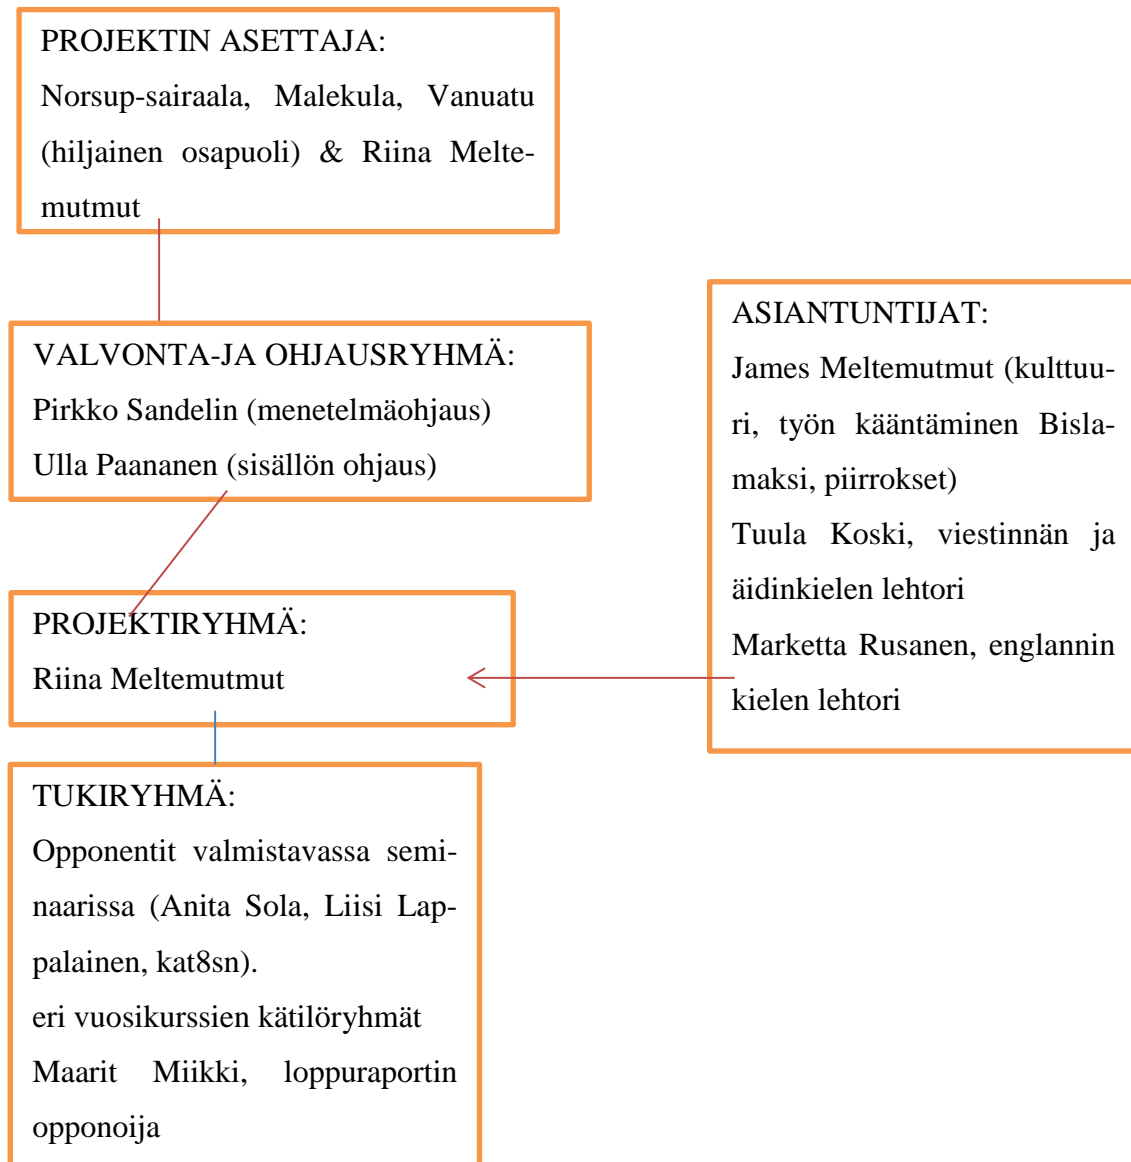 PROJEKTIN ASETTAJA:
Norsup-sairaala, Malekula, Vanuatu
(hiljainen osapuoli) & Riina Melte-
mutmut
VALVONTA-JA OHJAUSRYHMÄ:
Pirkko Sandelin (menetelmäohjaus)
Ulla Paananen (sisällön ohjaus)
PROJEKTIRYHMÄ:
Riina Meltemutmut
ASIANTUNTIJAT:
James Meltemutmut (kulttuu-
ri, työn kääntäminen Bisla-
maksi, piirrokset)
Tuula Koski, viestinnän ja
äidinkielen lehtori
Marketta Rusanen, englannin
kielen lehtori
TUKIRYHMÄ:
Opponentit valmistavassa semi-
naarissa (Anita Sola, Liisi Lap-
palainen, kat8sn).
eri vuosikurssien kätilöryhmät
Maarit Miikki, loppuraportin
opponoija